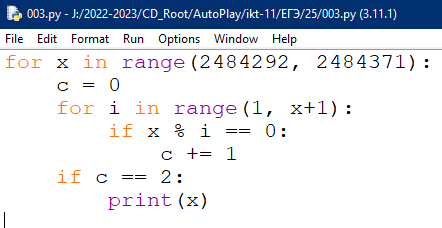 003.py - J:/2022-2023/CD_Root/AutoPlay/ikt-11/ЕГЭ/25/003.py (3.11.1)
File Edit Format Run Options Window Help
for x in range(2484292, 2484371):
    c = 0
    for i in range(1, x+1):
        if x % i == 0:
            c += 1
    if c == 2:
        print(x)